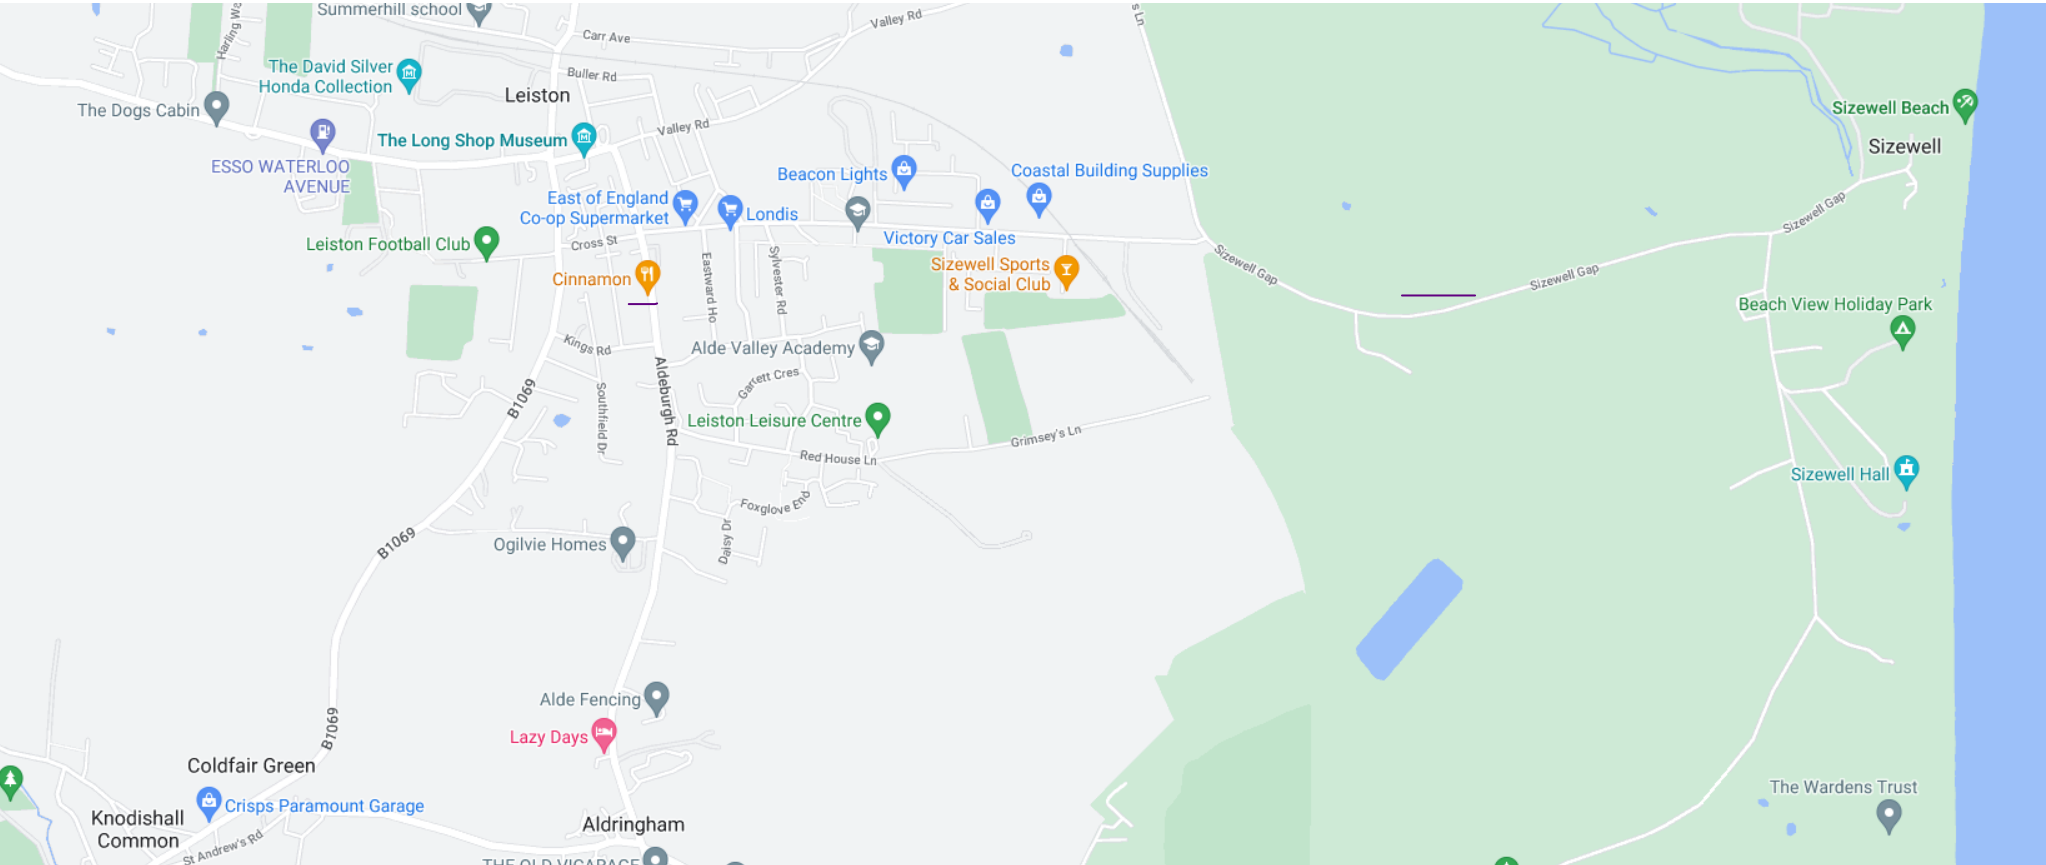 Summerhill school
Harling Wa
Carr Ave
Valley Rd
s Ln
The David Silver
Honda Collection
Buller Rd
Leiston
The Dogs Cabin
Sizewell Beach
The Long Shop Museum
Valley Rd
Sizewell
ESSO WATERLOO
AVENUE
Beacon Lights
Coastal Building Supplies
East of England
Co-op Supermarket
Londis
Sizewell Gap
Leiston Football Club
Cross St
Victory Car Sales
Cinnamon
Eastward Ho
Sylvester Rd
Sizewell Sports
& Social Club
Sizewell Gap
Sizewell Gap
Beach View Holiday Park
Kings Rd
Alde Valley Academy
Aldeburgh Rd
Garrett Cres
B1069
Southfield Dr
Leiston Leisure Centre
Grimsey's Ln
Red House Ln
Sizewell Hall
Foxglove End
Daisy Dr
B1069
Ogilvie Homes
Alde Fencing
B1069
Lazy Days
Coldfair Green
The Wardens Trust
Crisps Paramount Garage
Knodishall
Common
Aldringham
St Andrew's Rd
THE OLD VICARAGE